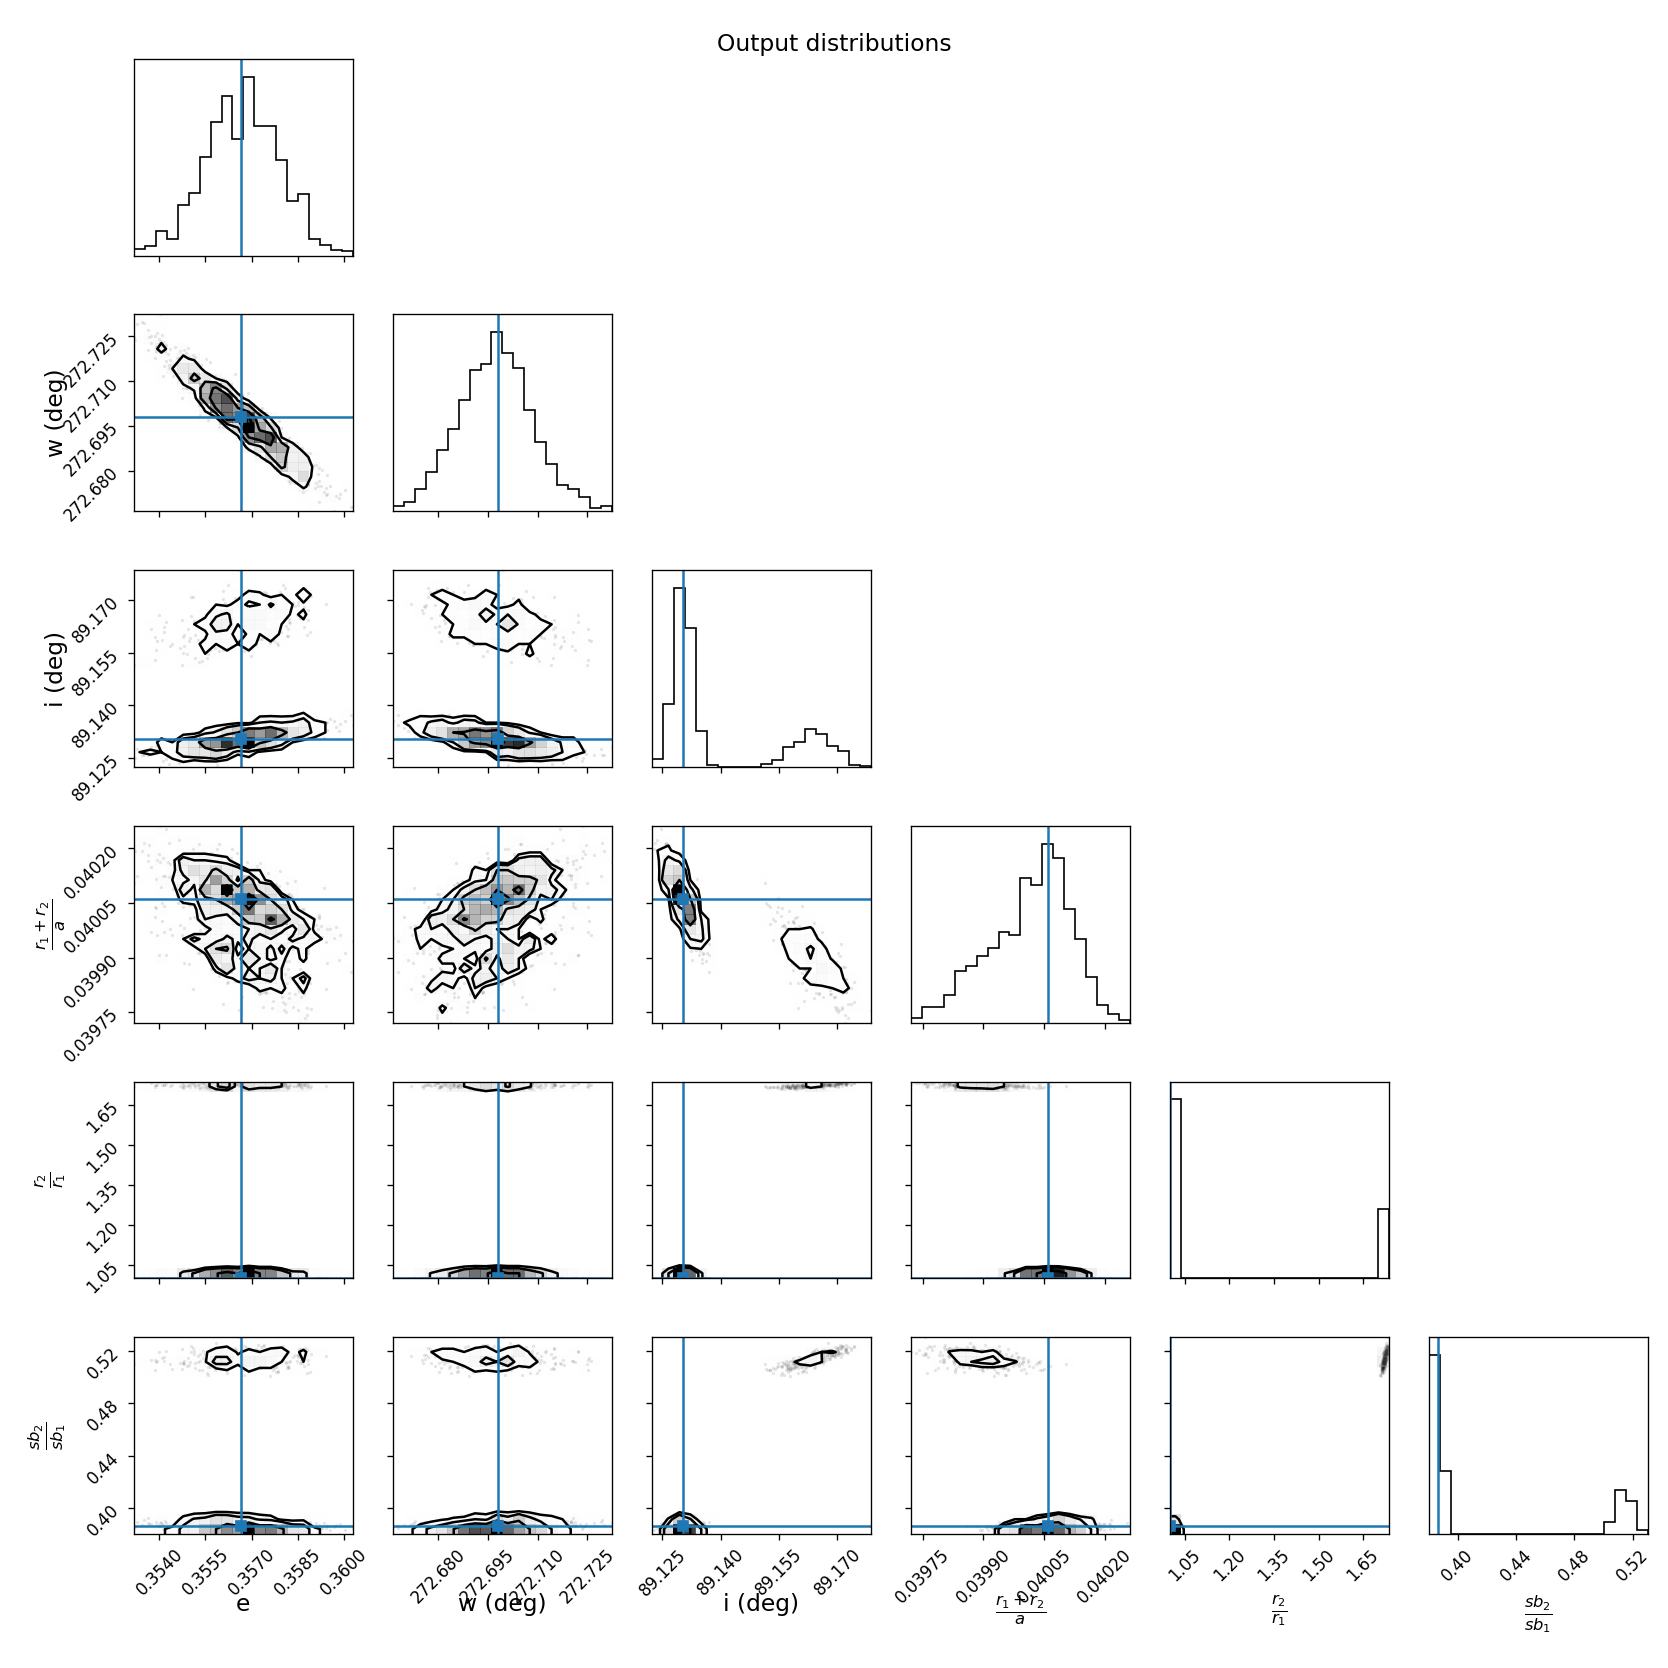 Output distributions
w (deg)
272.725
272.710
272.695
272.680
i (deg)
89.170
89.155
89.140
89.125
r1 + r2
a
0.04020
0.04005
0.03990
0.03975
r2
r1
1.65
1.50
1.35
1.20
1.05
sb2
sb1
0.52
0.48
0.44
0.40
0.3540 0.3555 0.3570 0.3585 0.3600 272.680 272.695 272.710 272.725 89.125 89.140 89.155 89.170 0.03975 0.03990 0.04005 0.04020 1.05 1.20 1.35 1.50 1.65 0.40 0.44 0.48 0.52
e
w (deg)
i (deg)
r1 + r2
a
r2
r1
sb2
sb1